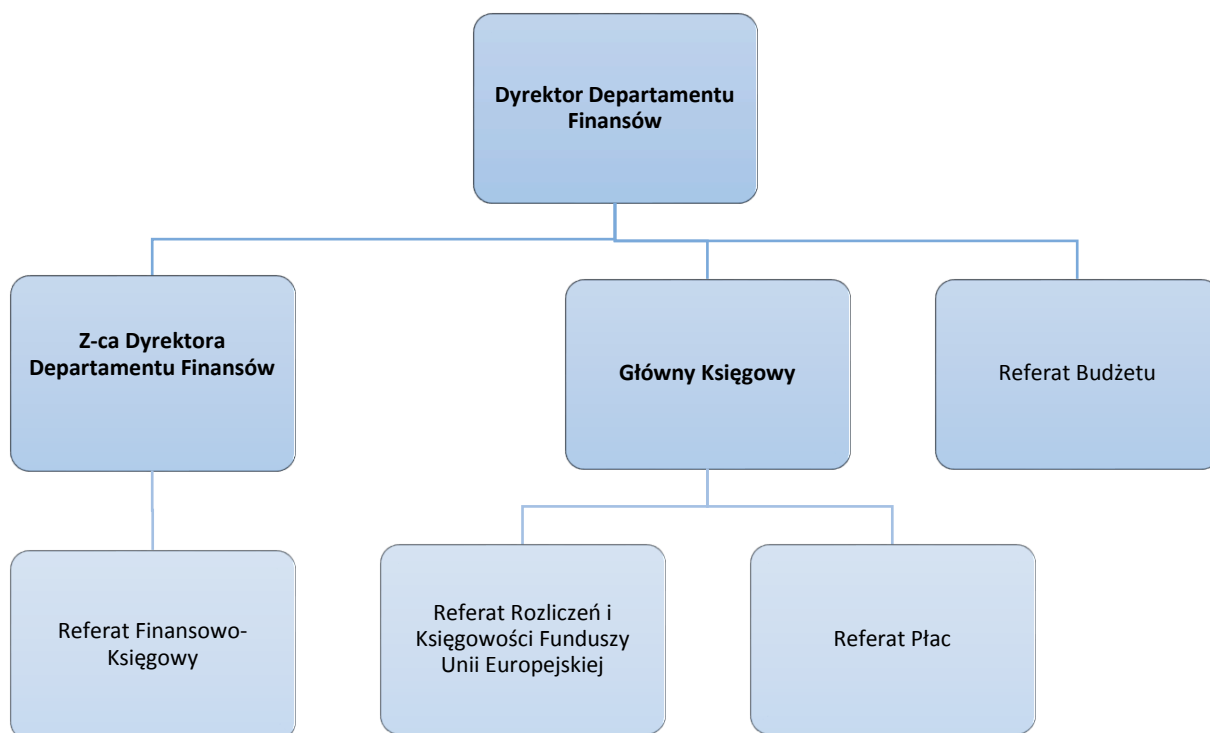 Dyrektor Departamentu
Finansów
Z-ca Dyrektora
Departamentu Finansów
Główny Księgowy
Referat Budżetu
Referat Finansowo-
Księgowy
Referat Rozliczeń i
Księgowości Funduszy
Unii Europejskiej
Referat Płac